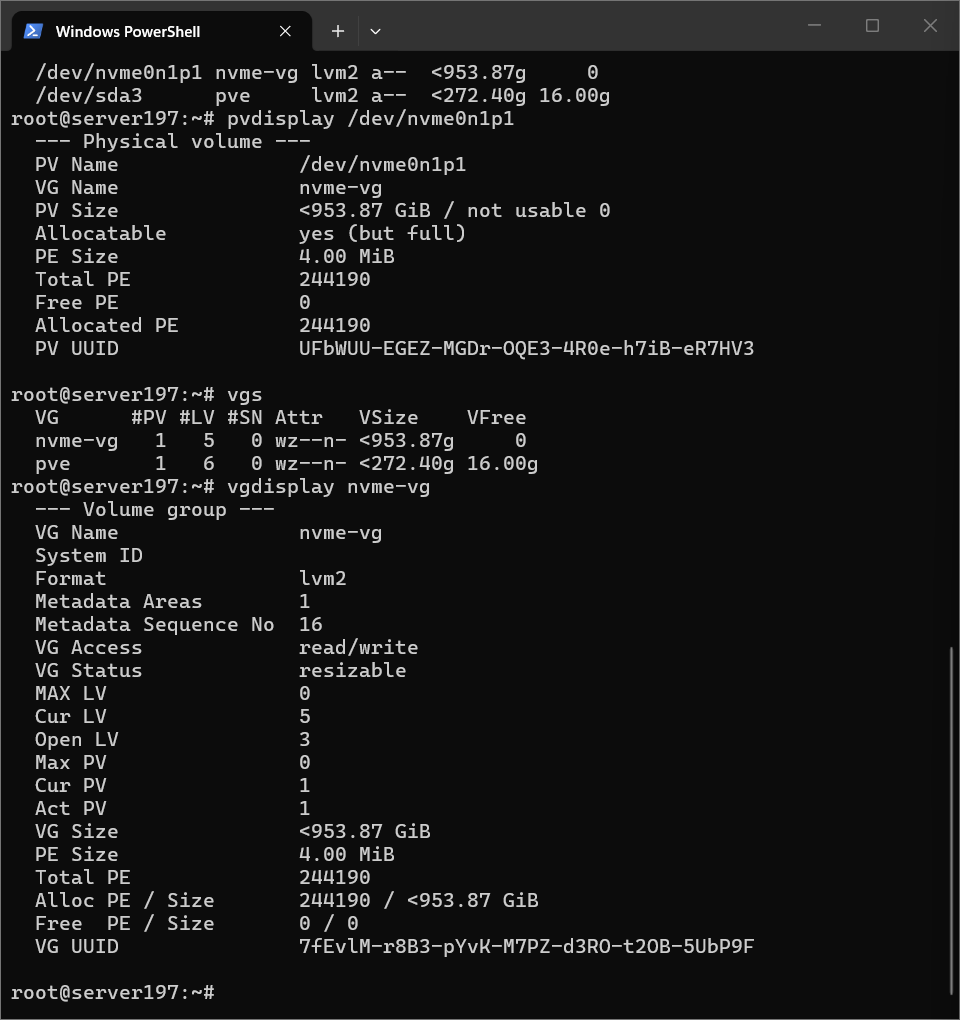 Windows PowerShell
  /dev/nvme0n1p1 nvme-vg lvm2 a--  <953.87g     0
  /dev/sda3      pve     lvm2 a--  <272.40g 16.00g
root@server197:~# pvdisplay /dev/nvme0n1p1
  --- Physical volume ---
  PV Name               /dev/nvme0n1p1
  VG Name               nvme-vg
  PV Size               <953.87 GiB / not usable 0
  Allocatable           yes (but full)
  PE Size               4.00 MiB
  Total PE              244190
  Free PE               0
  Allocated PE          244190
  PV UUID               UFbWUU-EGEZ-MGDr-OQE3-4R0e-h7iB-eR7HV3
root@server197:~# vgs
  VG      #PV #LV #SN Attr   VSize    VFree
  nvme-vg   1   5   0 wz--n- <953.87g     0
  pve       1   6   0 wz--n- <272.40g 16.00g
root@server197:~# vgdisplay nvme-vg
  --- Volume group ---
  VG Name               nvme-vg
  System ID
  Format                lvm2
  Metadata Areas        1
  Metadata Sequence No  16
  VG Access             read/write
  VG Status             resizable
  MAX LV                0
  Cur LV                5
  Open LV               3
  Max PV                0
  Cur PV                1
  Act PV                1
  VG Size               <953.87 GiB
  PE Size               4.00 MiB
  Total PE              244190
  Alloc PE / Size       244190 / <953.87 GiB
  Free  PE / Size       0 / 0
  VG UUID               7fEvlM-r8B3-pYvK-M7PZ-d3RO-t2OB-5UbP9F
root@server197:~#